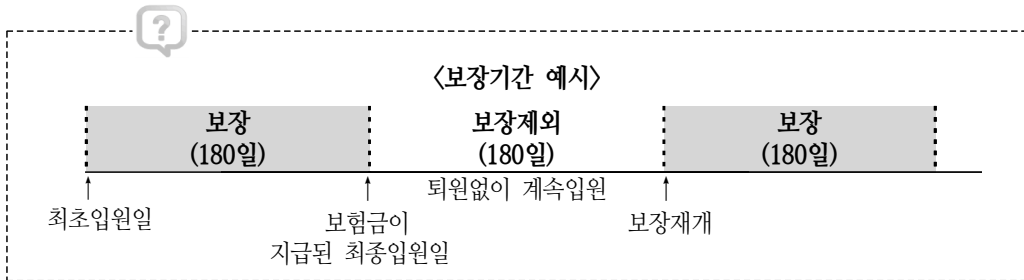 ?
〈보장기간 예시〉
보장 보장제외 보장
(180일) (180일) (180일)
퇴원없이 계속입원
최초입원일 보험금이 보장재개
지급된 최종입원일